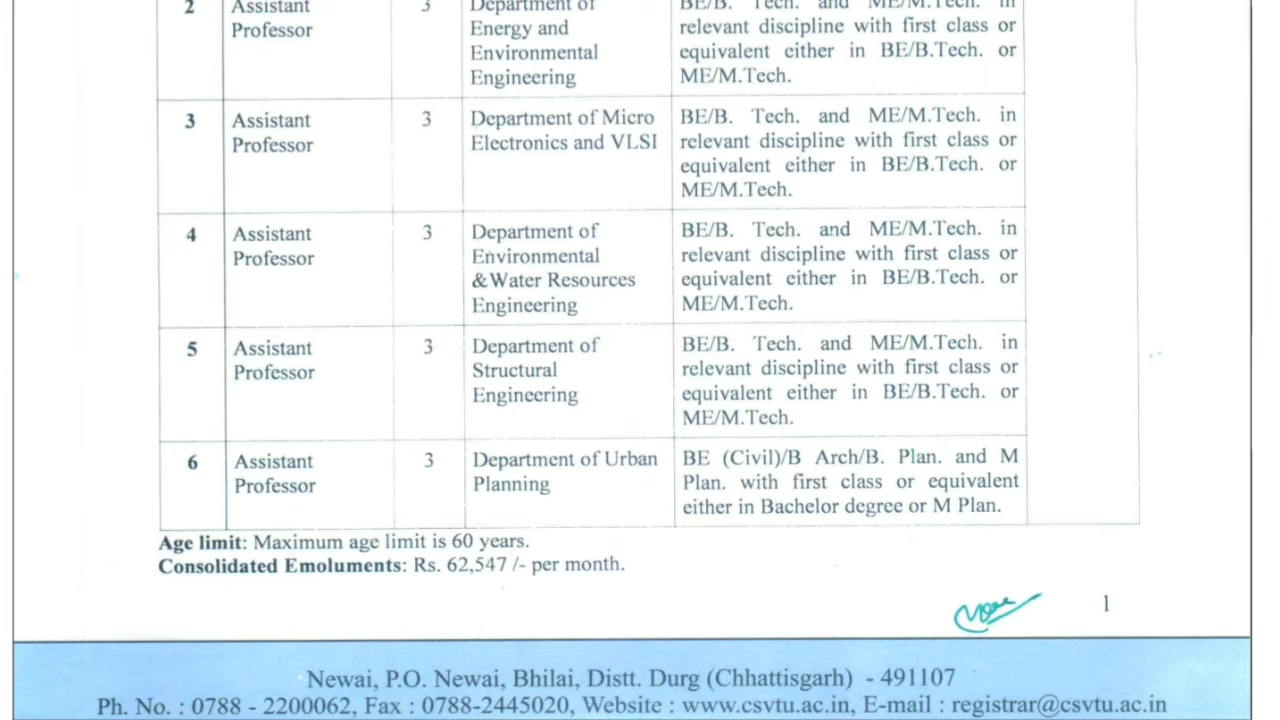 2 Assistant 3 Department of BE/B. Tech. and ME/M.Tech. in
Professor Energy and relevant discipline with first class or
Environmental equivalent either in BE/B.Tech. or
Engineering ME/M.Tech.
3 Assistant 3 Department of Micro BE/B. Tech. and ME/M.Tech. in
Professor Electronics and VLSI relevant discipline with first class or
equivalent either in BE/B.Tech. or
ME/M.Tech.
4 Assistant 3 Department of BE/B. Tech. and ME/M.Tech. in
Professor Environmental relevant discipline with first class or
&Water Resources equivalent either in BE/B.Tech. or
Engineering ME/M.Tech.
5 Assistant 3 Department of BE/B. Tech. and ME/M.Tech. in
Professor Structural relevant discipline with first class or
Engineering equivalent either in BE/B.Tech. or
ME/M.Tech.
6 Assistant 3 Department of Urban BE (Civil)/B Arch/B. Plan. and M
Professor Planning Plan. with first class or equivalent
either in Bachelor degree or M Plan.
Age limit: Maximum age limit is 60 years.
Consolidated Emoluments: Rs. 62,547 /- per month.
1
Newai, P.O. Newai, Bhilai, Distt. Durg (Chhattisgarh) - 491107
Ph. No. : 0788 - 2200062, Fax : 0788-2445020, Website : www.csvtu.ac.in, E-mail : registrar@csvtu.ac.in